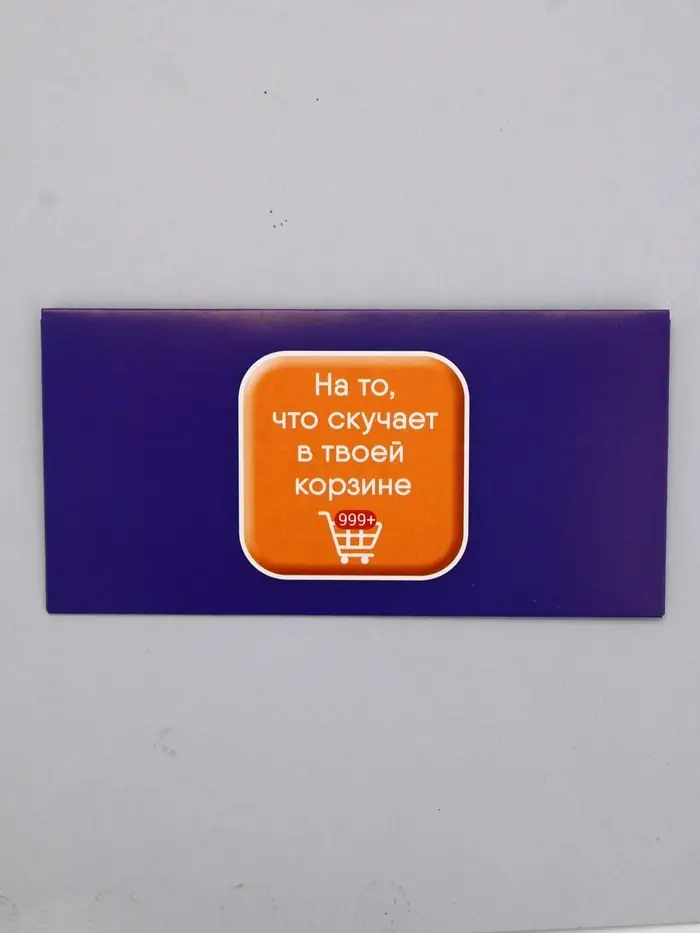 На то,
что скучает
в твоей
корзине
999+